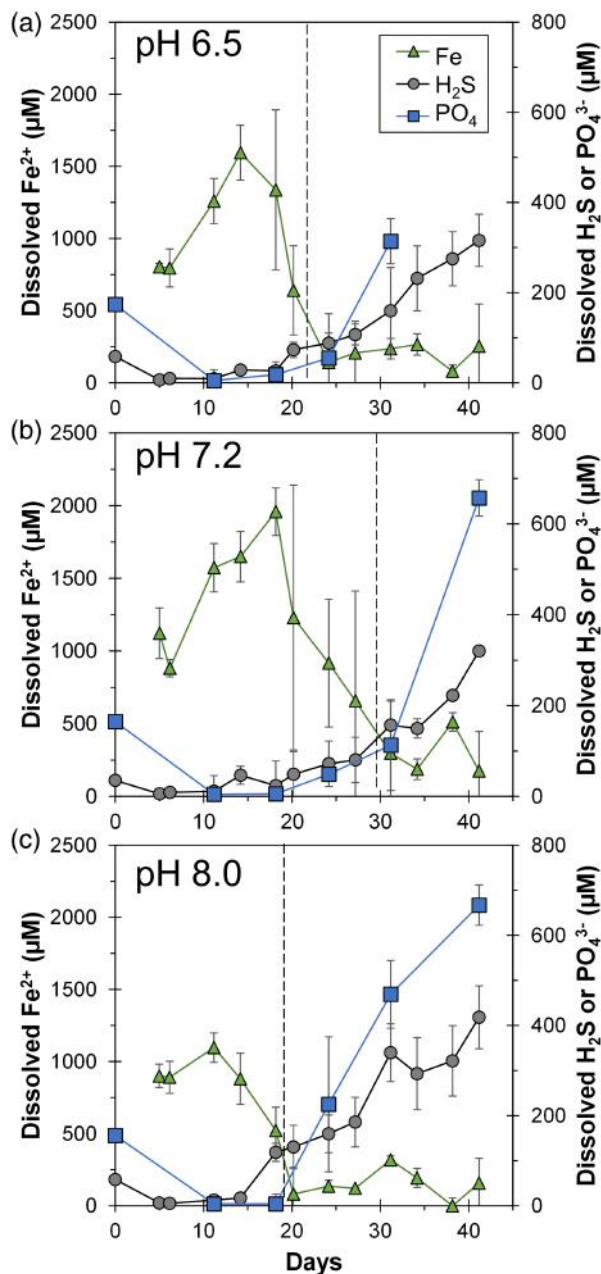 (a)
pH 6.5
Fe
H₂S
PO₄
2500
2000
1500
1000
500
0
Dissolved Fe²⁺ (µM)
800
600
400
200
0
Dissolved H₂S or PO₄³⁻ (µM)
0 10 20 30 40
(b)
pH 7.2
2500
2000
1500
1000
500
0
Dissolved Fe²⁺ (µM)
800
600
400
200
0
Dissolved H₂S or PO₄³⁻ (µM)
0 10 20 30 40
(c)
pH 8.0
2500
2000
1500
1000
500
0
Dissolved Fe²⁺ (µM)
800
600
400
200
0
Dissolved H₂S or PO₄³⁻ (µM)
0 10 20 30 40
Days